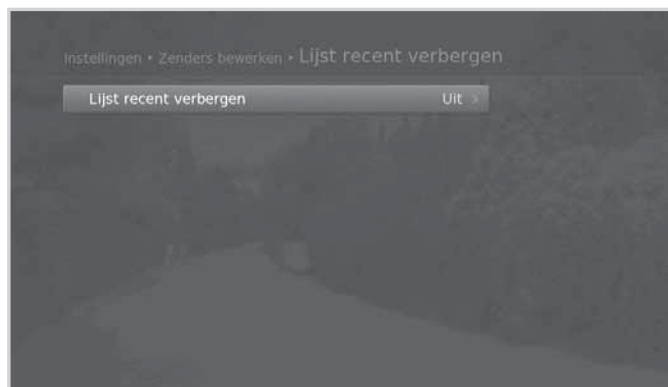 Instellingen • Zenders bewerken • Lijst recent verbergen
Lijst recent verbergen Uit ›